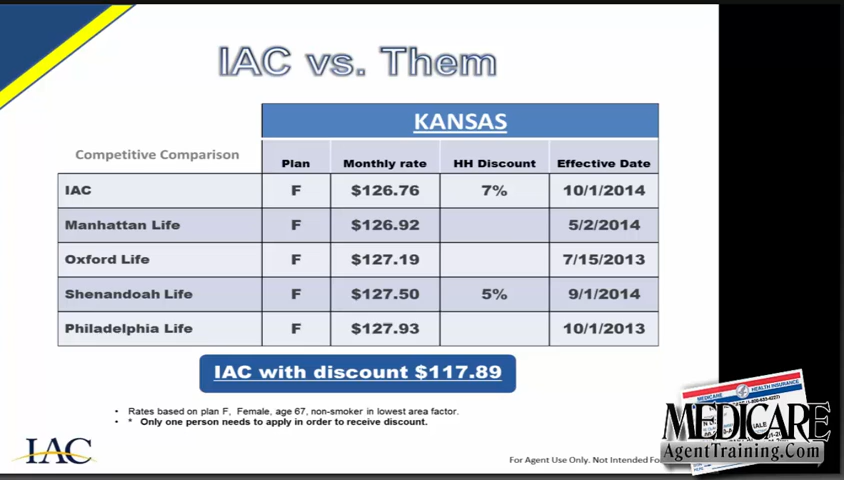 IAC vs. Them
KANSAS
Competitive Comparison
Plan Monthly rate HH Discount Effective Date
IAC F $126.76 7% 10/1/2014
Manhattan Life F $126.92 5/2/2014
Oxford Life F $127.19 7/15/2013
Shenandoah Life F $127.50 5% 9/1/2014
Philadelphia Life F $127.93 10/1/2013
IAC with discount $117.89
• Rates based on plan F, Female, age 67, non-smoker in lowest area factor.
• * Only one person needs to apply in order to receive discount.
IAC
For Agent Use Only. Not Intended
HEALTH INSURANCE
MEDICARE
AgentTraining.Com